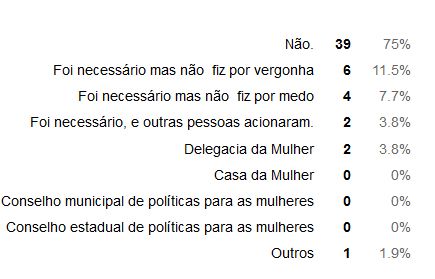 Não. 39 75%
Foi necessário mas não fiz por vergonha 6 11.5%
Foi necessário mas não fiz por medo 4 7.7%
Foi necessário, e outras pessoas acionaram. 2 3.8%
Delegacia da Mulher 2 3.8%
Casa da Mulher 0 0%
Conselho municipal de políticas para as mulheres 0 0%
Conselho estadual de políticas para as mulheres 0 0%
Outros 1 1.9%